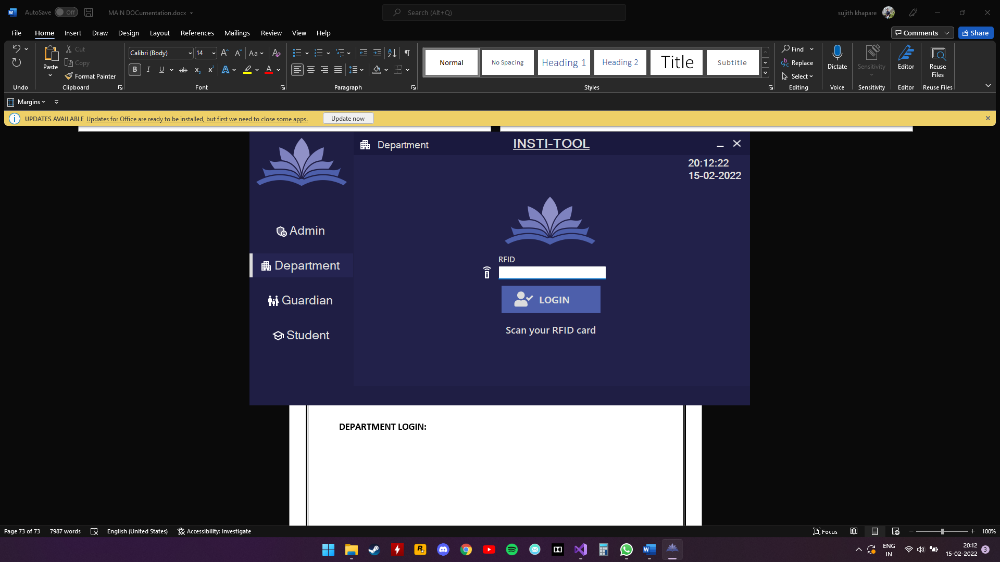 AutoSave Off MAIN DOCumentation.docx Search (Alt+Q) sujith khapare
File Home Insert Draw Design Layout References Mailings Review View Help Comments Share
Paste Cut Copy Format Painter
Calibri (Body) 14 Aa
B I U ab x₂ x² A A
Normal No Spacing Heading 1 Heading 2 Title Subtitle
Find Replace Select
Dictate Sensitivity Editor Reuse Files
Undo Clipboard Font Paragraph Styles Editing Voice Sensitivity Editor Reuse Files
Margins
UPDATES AVAILABLE Updates for Office are ready to be installed, but first we need to close some apps. Update now
Department INSTI-TOOL
20:12:22
15-02-2022
Admin
Department
Guardian
Student
RFID
LOGIN
Scan your RFID card
DEPARTMENT LOGIN:
Page 73 of 73 7987 words English (United States) Accessibility: Investigate Focus 100%
ENG
IN
20:12
15-02-2022
3